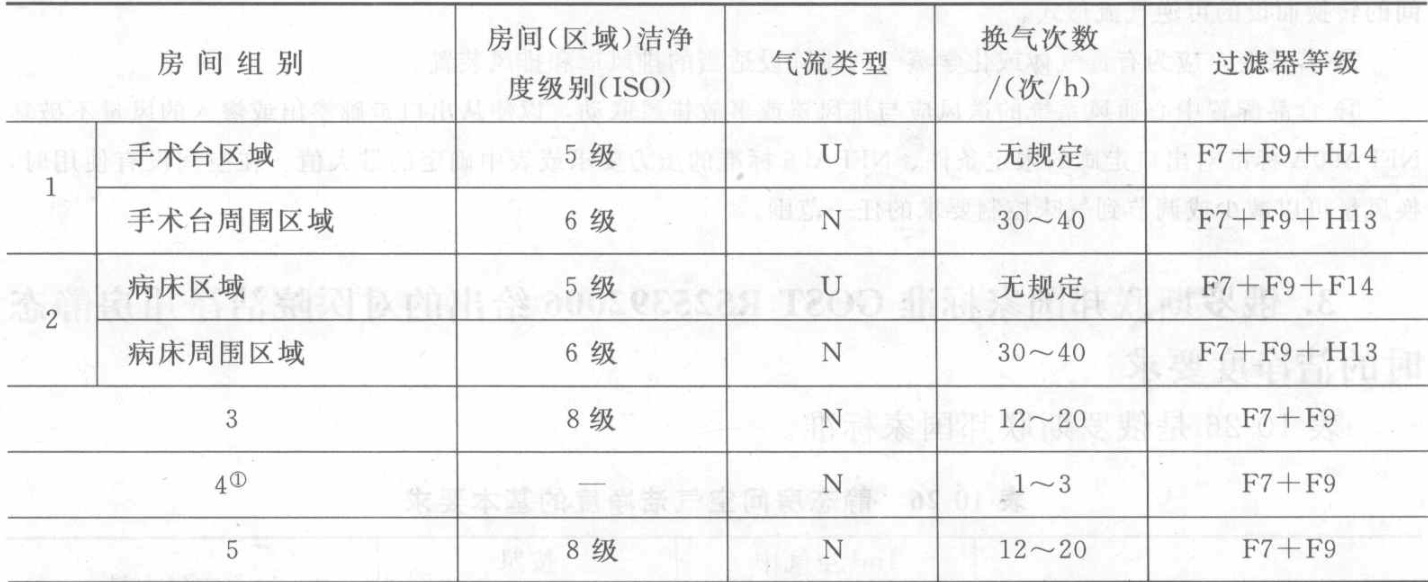 房间组别 房间(区域)洁净度级别(ISO) 气流类型 换气次数/(次/h) 过滤器等级
1 手术台区域 5级 U 无规定 F7+F9+H14
手术台周围区域 6级 N 30～40 F7+F9+H13
2 病床区域 5级 U 无规定 F7+F9+F14
病床周围区域 6级 N 30～40 F7+F9+H13
3 8级 N 12～20 F7+F9
4① — N 1～3 F7+F9
5 8级 N 12～20 F7+F9